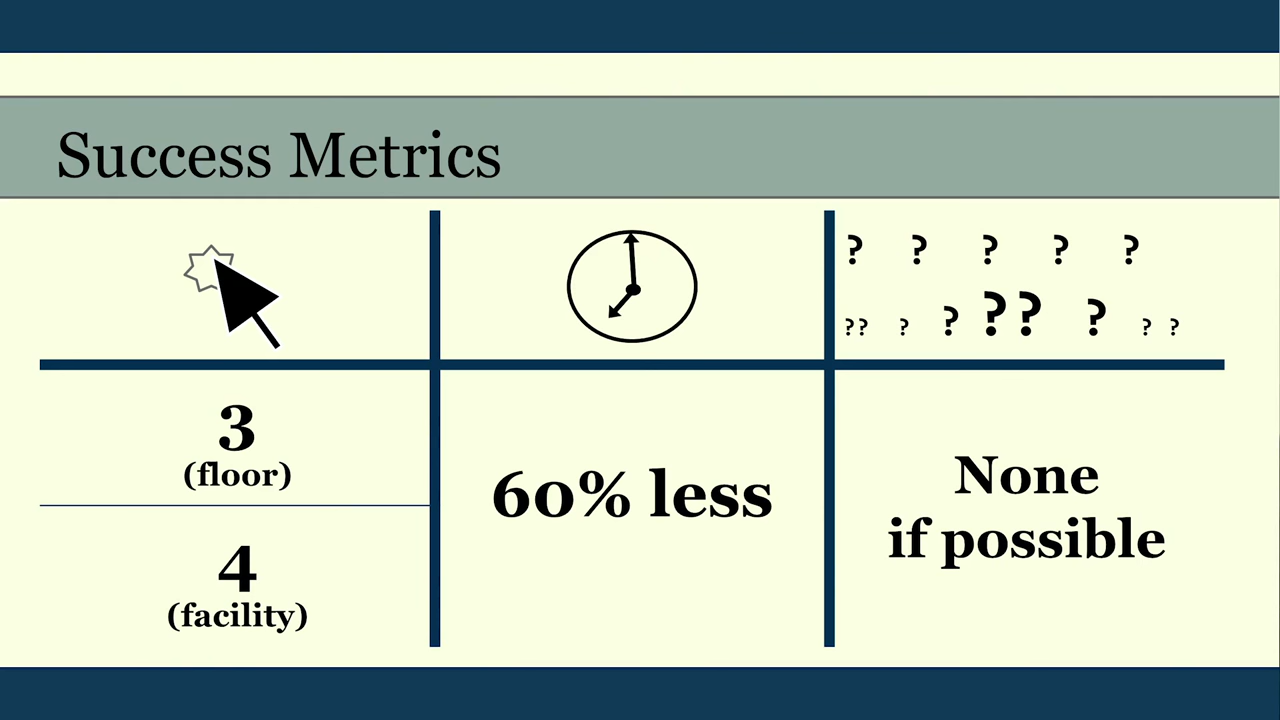 Success Metrics
? ? ? ? ?
?? ? ? ?? ? ? ?
3
(floor)
4
(facility)
60% less
None
if possible